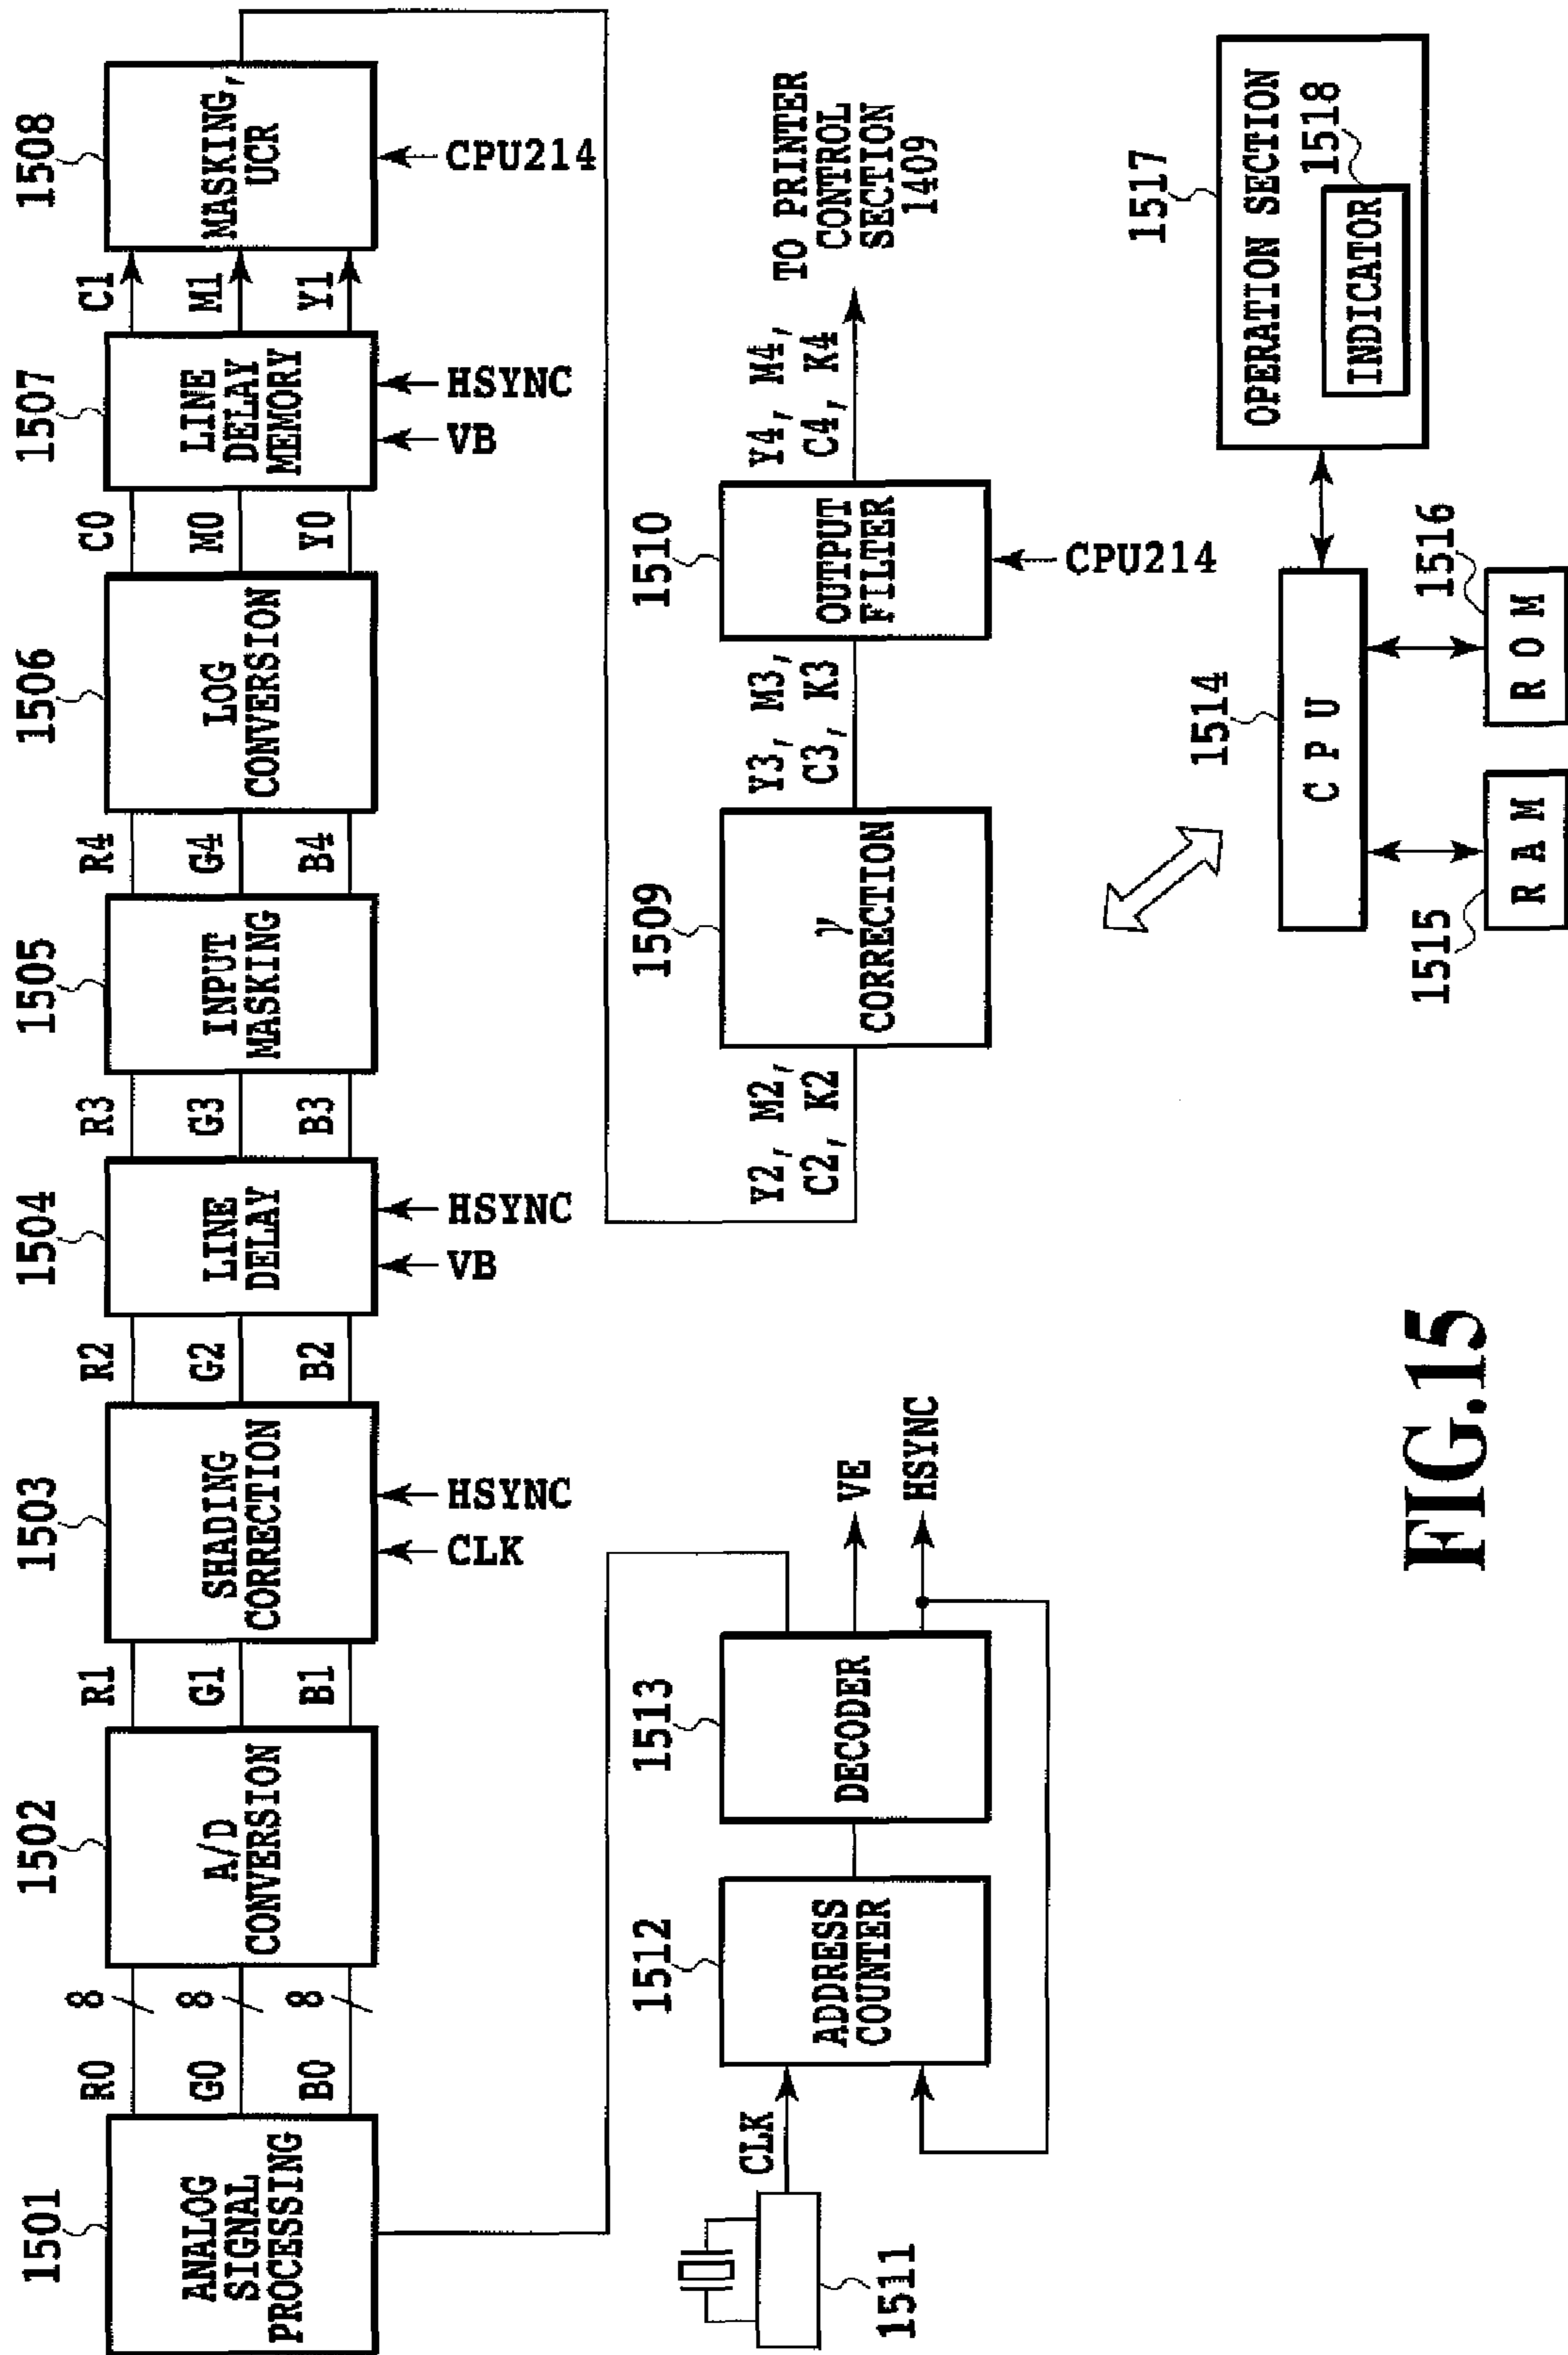 1501
ANALOG
SIGNAL
PROCESSING
R0
G0
B0
8
8
8
1502
A/D
CONVERSION
R1
G1
B1
1503
SHADING
CORRECTION
CLK
HSYNC
R2
G2
B2
1504
LINE
DELAY
VB
HSYNC
R3
G3
B3
1505
INPUT
MASKING
R4
G4
B4
1506
LOG
CONVERSION
C0
M0
Y0
1507
LINE
DELAY
MEMORY
VB
HSYNC
C1
M1
Y1
1508
MASKING,
UCR
CPU214
1511
CLK
1512
ADDRESS
COUNTER
1513
DECODER
VE
HSYNC
Y2, M2,
C2, K2
1509
γ
CORRECTION
Y3, M3,
C3, K3
1510
OUTPUT
FILTER
CPU214
Y4, M4,
C4, K4
TO PRINTER
CONTROL
SECTION
1409
1514
CPU
1515
RAM
1516
ROM
1517
OPERATION SECTION
1518
INDICATOR
FIG.15